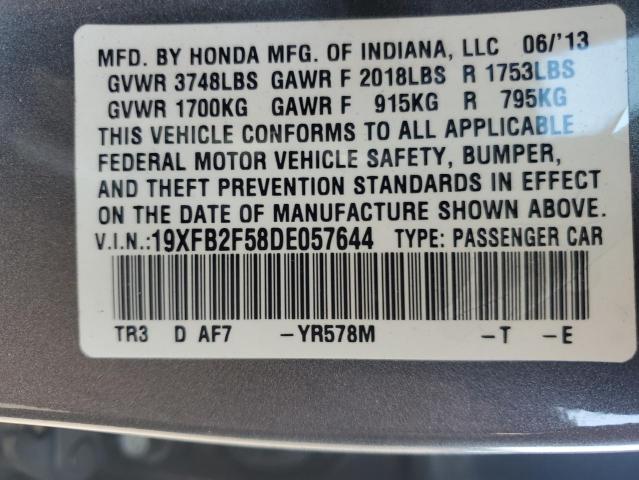 MFD. BY HONDA MFG. OF INDIANA, LLC 06/'13
GVWR 3748LBS GAWR F 2018LBS R 1753LBS
GVWR 1700KG GAWR F 915KG R 795KG
THIS VEHICLE CONFORMS TO ALL APPLICABLE
FEDERAL MOTOR VEHICLE SAFETY, BUMPER,
AND THEFT PREVENTION STANDARDS IN EFFECT
ON THE DATE OF MANUFACTURE SHOWN ABOVE.
V.I.N.:19XFB2F58DE057644 TYPE: PASSENGER CAR
TR3 D AF7 –YR578M –T –E